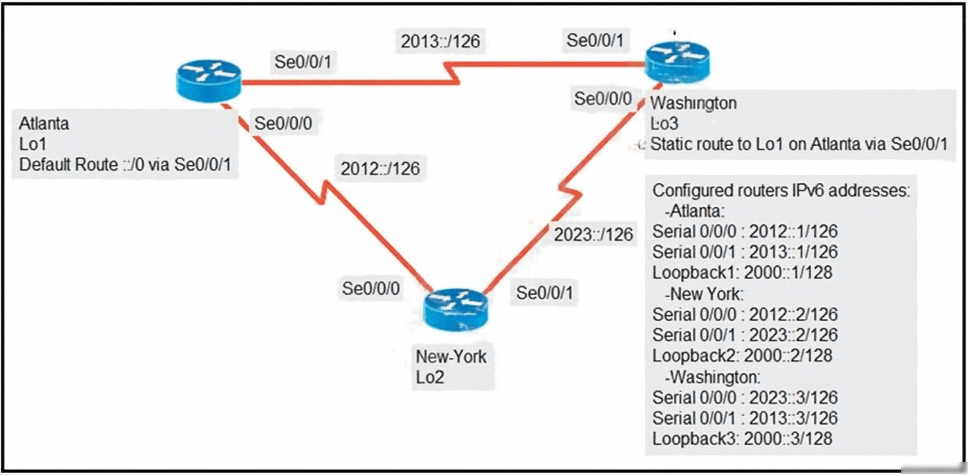 2013::/126
Se0/0/1
Se0/0/1
Se0/0/0
Washington
Lo3
Static route to Lo1 on Atlanta via Se0/0/1
Atlanta
Lo1
Default Route ::/0 via Se0/0/1
Se0/0/0
2012::/126
2023::/126
Se0/0/0
Se0/0/1
New-York
Lo2
Configured routers IPv6 addresses:
-Atlanta:
Serial 0/0/0 : 2012::1/126
Serial 0/0/1 : 2013::1/126
Loopback1: 2000::1/128
-New York:
Serial 0/0/0 : 2012::2/126
Serial 0/0/1 : 2023::2/126
Loopback2: 2000::2/128
-Washington:
Serial 0/0/0 : 2023::3/126
Serial 0/0/1 : 2013::3/126
Loopback3: 2000::3/128